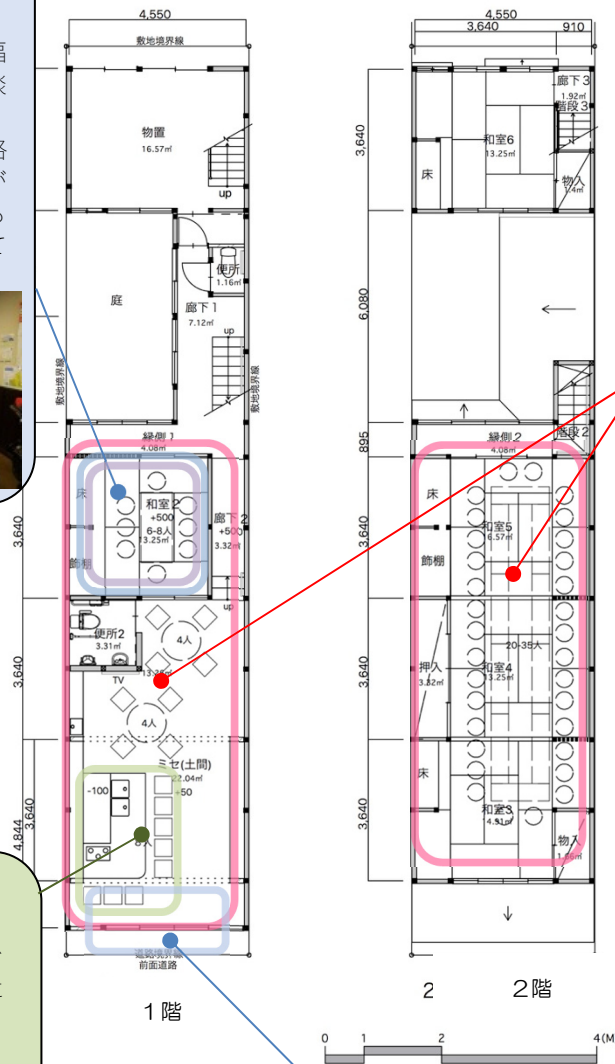 4,550
敷地境界線
物置
16.57㎡
up
便所
1.16㎡
庭
廊下1
7.12㎡
up
敷地境界線
敷地境界線
縁側1
4.08㎡
床
和室2
+500
6-8人
13.25㎡
飾棚
廊下2
+500
3.32㎡
up
3,640
便所2
3.31㎡
4人
TV
4人
3,640
ミセ(土間)
22.04㎡
+50
-100
4,844
3,640
道路境界線
前面道路
1階
4,550
3,640
910
廊下3
1.92㎡
階段3
和室6
13.25㎡
床
物入
3,640
6,080
895
階段2
縁側2
4.08㎡
床
和室5
飾棚
3,640
20-35人
押入
和室4
13.25㎡
3,640
床
和室3
物入
3,640
2
2階
0 1 2 4(M